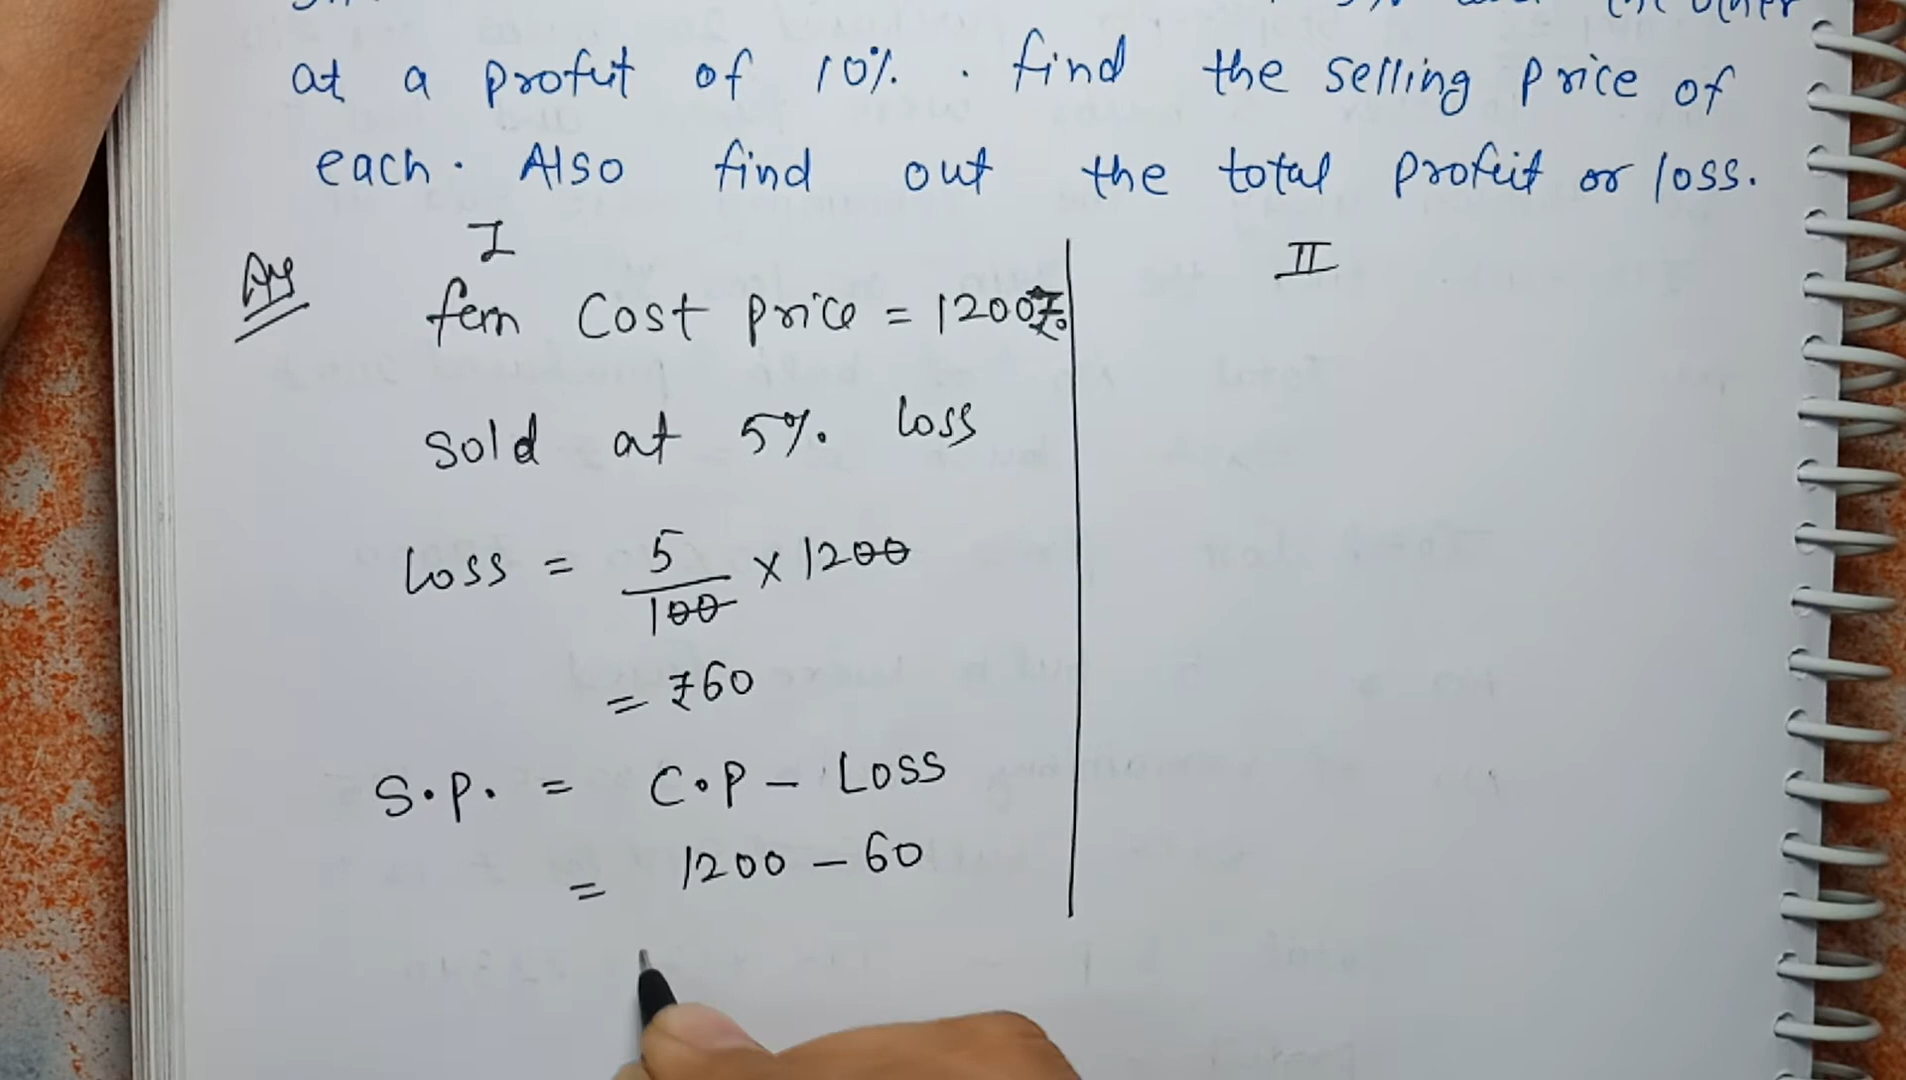 at a profit of 10%. find the selling price of
each. Also find out the total profit or loss.
I
II
Ans
fan Cost price = 1200₹
sold at 5% loss
Loss = 5/100 x 1200
= ₹60
S.P. = C.P - Loss
= 1200 - 60